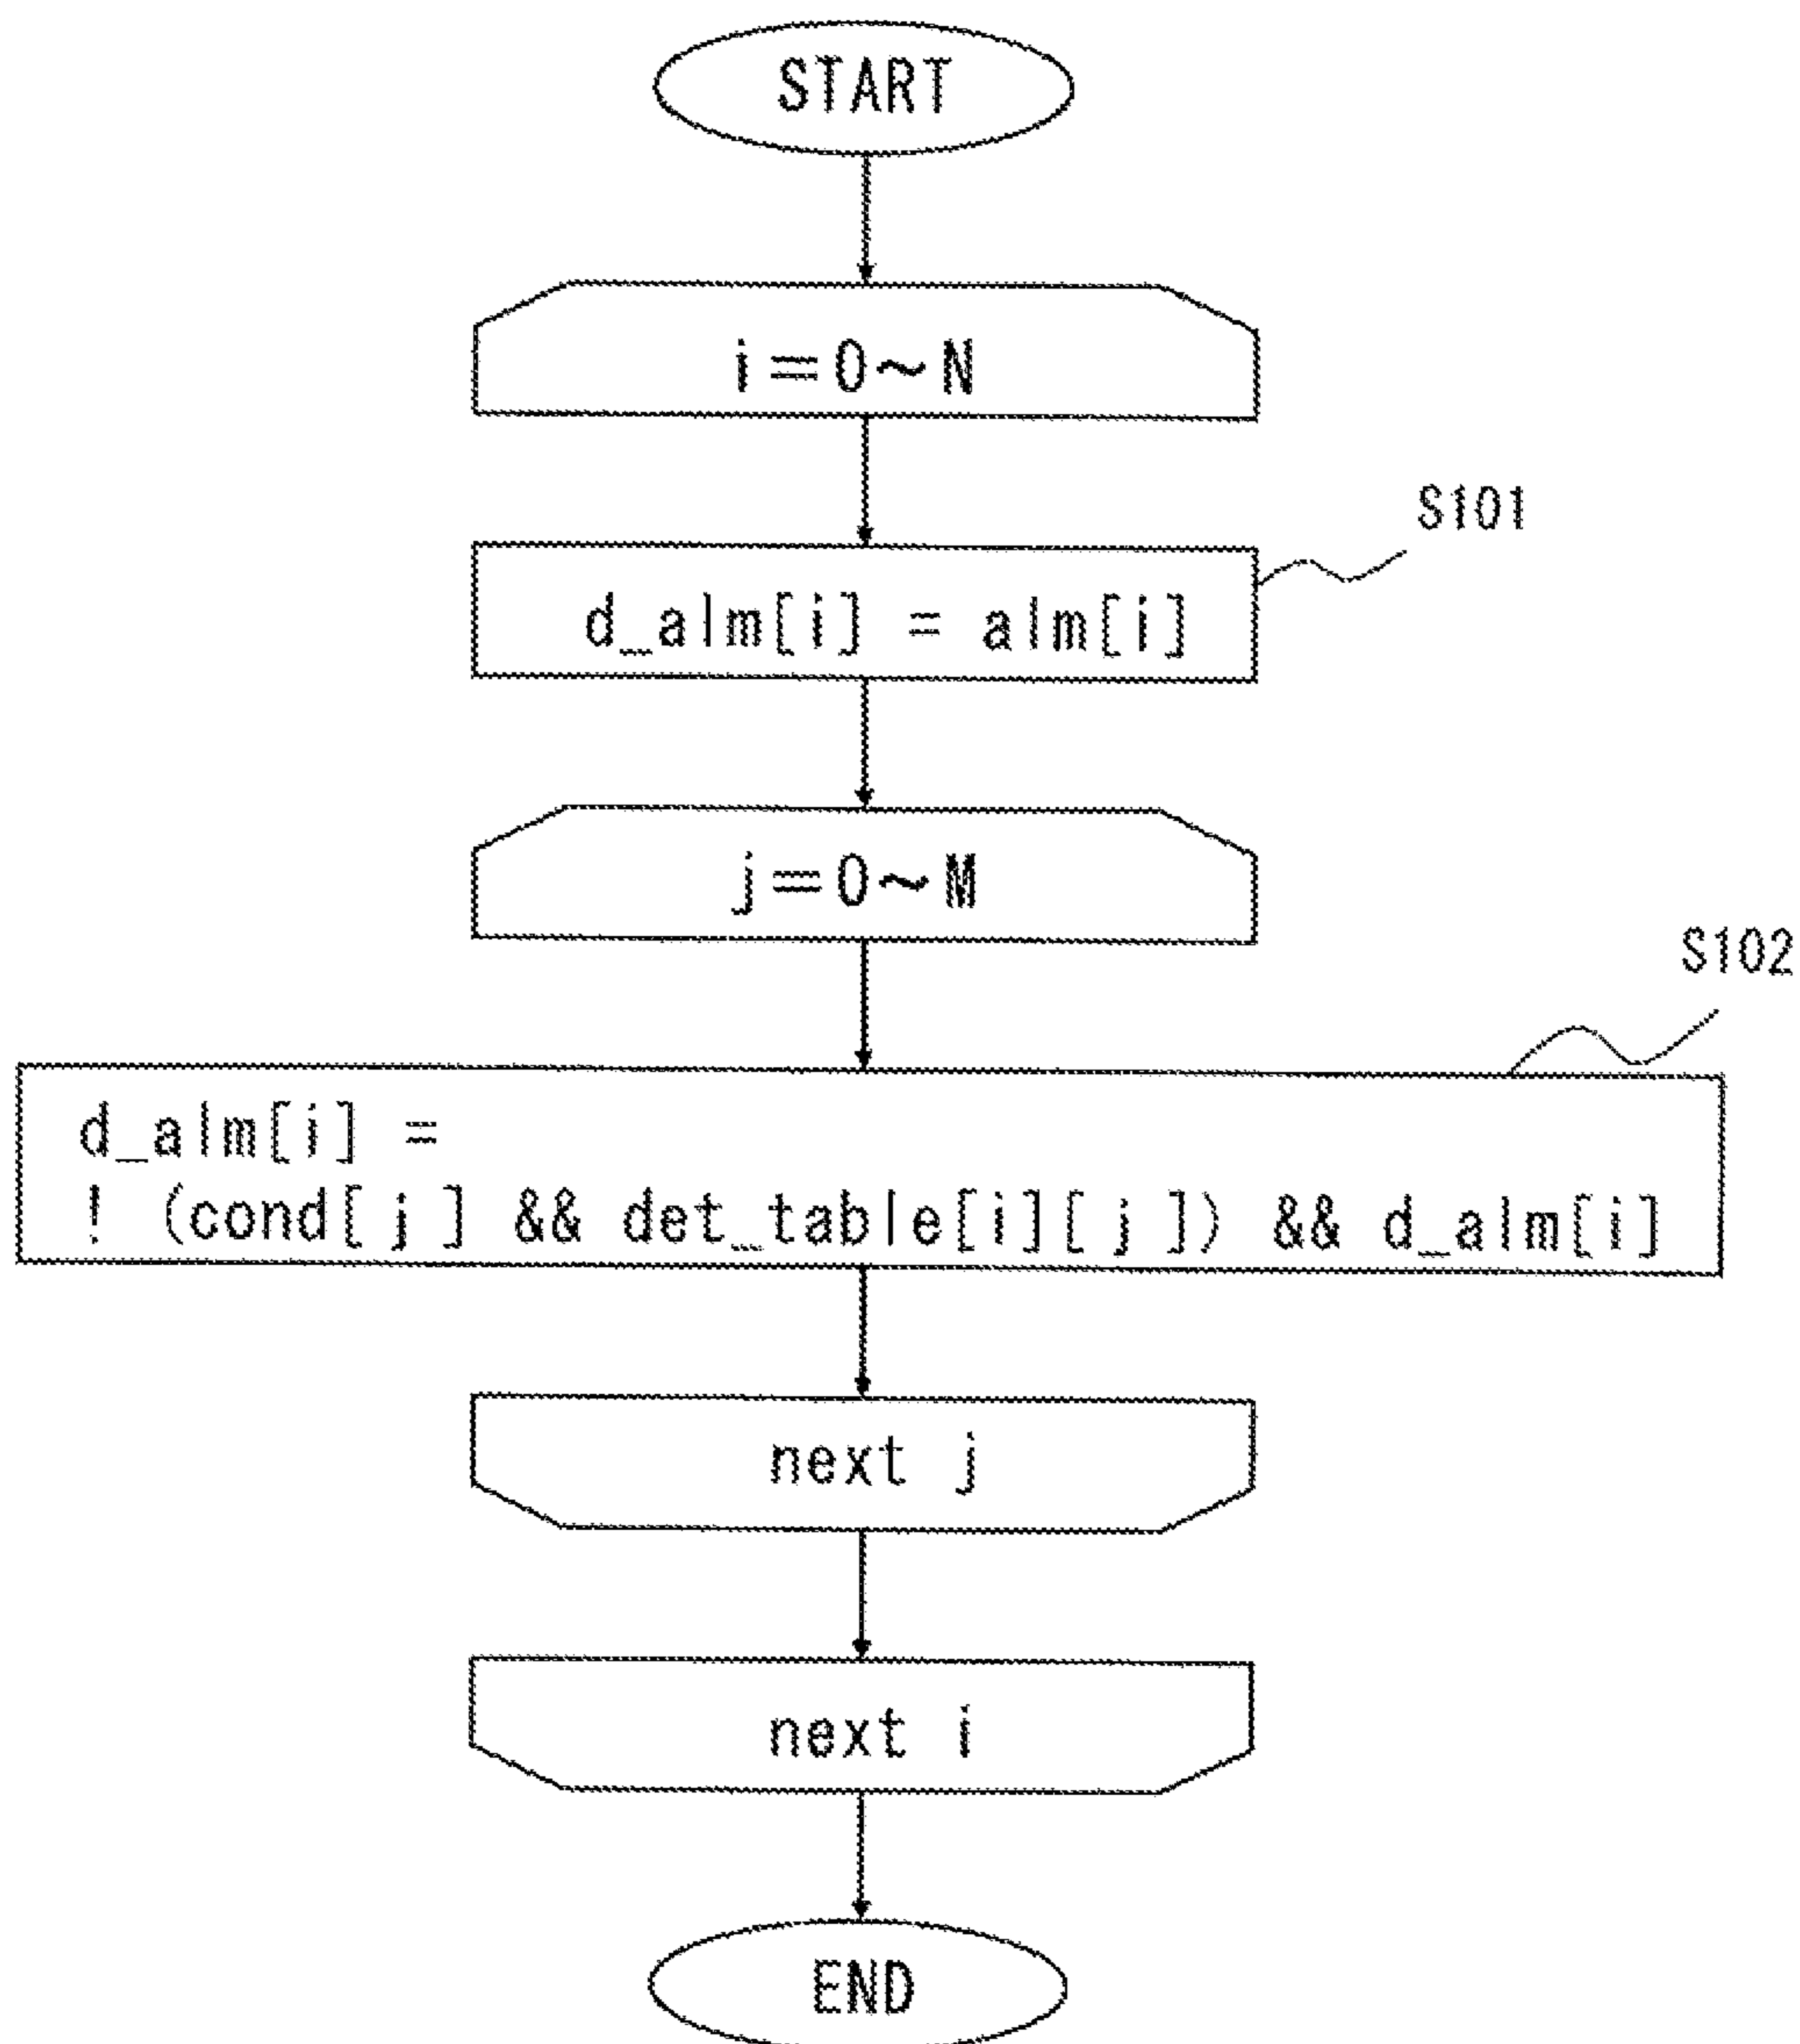 START
i=0~N
S101
d_alm[i] = alm[i]
j=0~M
S102
d_alm[i] =
! (cond[ j ] && det_table[i][ j ]) && d_alm[i]
next j
next i
END